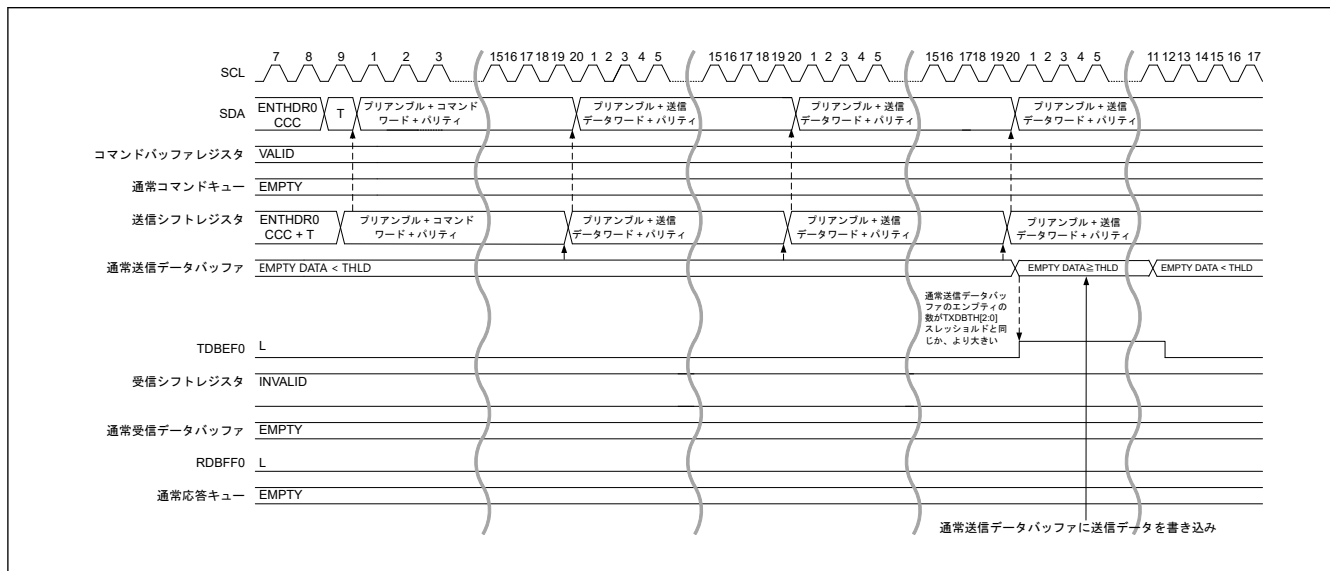 7 8 9 1 2 3 15 16 17 18 19 20 1 2 3 4 5 15 16 17 18 19 20 1 2 3 4 5 15 16 17 18 19 20 1 2 3 4 5 11 12 13 14 15 16 17
SCL
SDA
ENTHDR0
CCC
T
プリアンブル + コマンド
ワード + パリティ
プリアンブル + 送信
データワード + パリティ
プリアンブル + 送信
データワード + パリティ
プリアンブル + 送信
データワード + パリティ
コマンドバッファレジスタ
VALID
通常コマンドキュー
EMPTY
送信シフトレジスタ
ENTHDR0
CCC + T
プリアンブル + コマンド
ワード + パリティ
プリアンブル + 送信
データワード + パリティ
プリアンブル + 送信
データワード + パリティ
プリアンブル + 送信
データワード + パリティ
通常送信データバッファ
EMPTY DATA < THLD
EMPTY DATA≧THLD
EMPTY DATA < THLD
通常送信データバッ
ファのエンプティの
数がTXDBTH[2:0]
スレッショルドと同
じか、より大きい
TDBEF0
L
受信シフトレジスタ
INVALID
通常受信データバッファ
EMPTY
RDBFF0
L
通常応答キュー
EMPTY
通常送信データバッファに送信データを書き込み